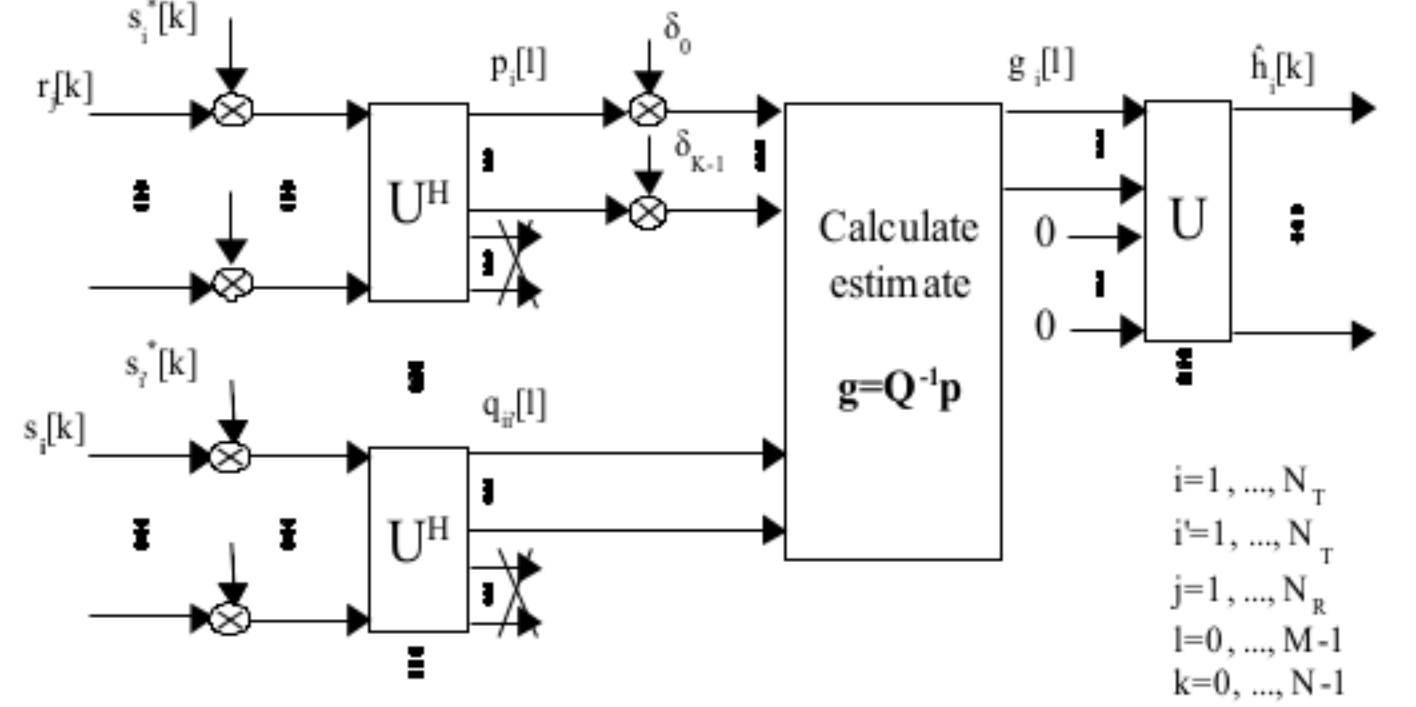 s_i^*[k]
r_j[k]
U^H
p_i[l]
δ_0
δ_{K-1}
Calculate
estimate
g=Q^{-1}p
g_i[l]
0
0
U
ĥ_i[k]
s_{i'}^*[k]
s_i[k]
U^H
q_{ii'}[l]
i=1, ..., N_T
i'=1, ..., N_T
j=1, ..., N_R
l=0, ..., M-1
k=0, ..., N-1